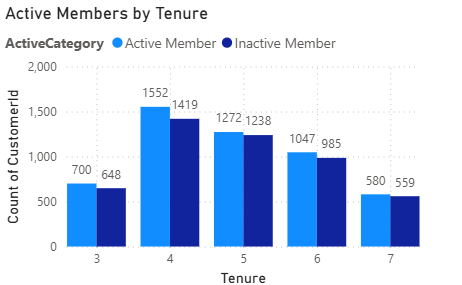 Active Members by Tenure
ActiveCategory Active Member Inactive Member
2,000
1,500
1,000
500
0
Count of CustomerId
700 648
1552 1419
1272 1238
1047 985
580 559
3 4 5 6 7
Tenure